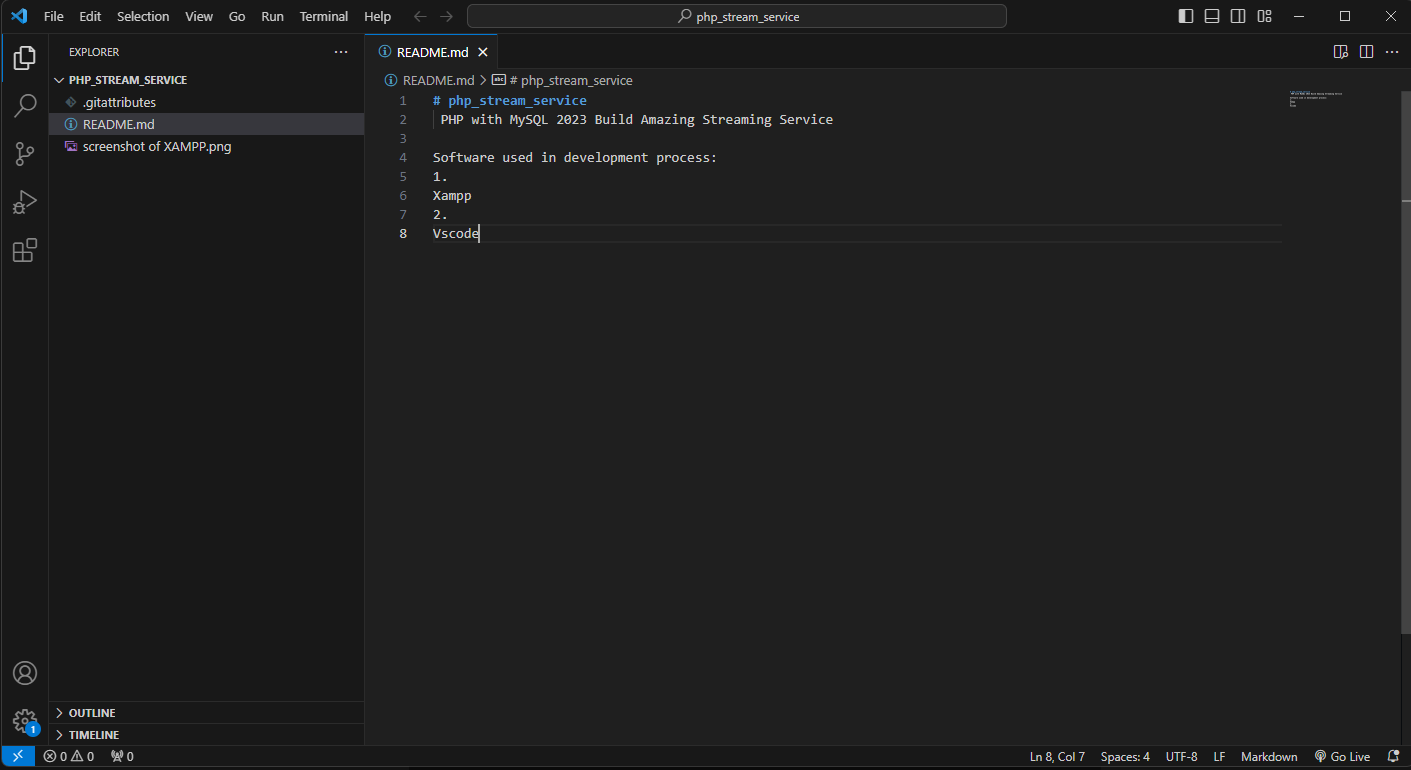 File Edit Selection View Go Run Terminal Help php_stream_service
EXPLORER
PHP_STREAM_SERVICE
.gitattributes
README.md
screenshot of XAMPP.png
OUTLINE
TIMELINE
README.md
README.md > # php_stream_service
1 # php_stream_service
2 PHP with MySQL 2023 Build Amazing Streaming Service
3
4 Software used in development process:
5 1.
6 Xampp
7 2.
8 Vscode
1
0 0 0 Ln 8, Col 7 Spaces: 4 UTF-8 LF Markdown Go Live